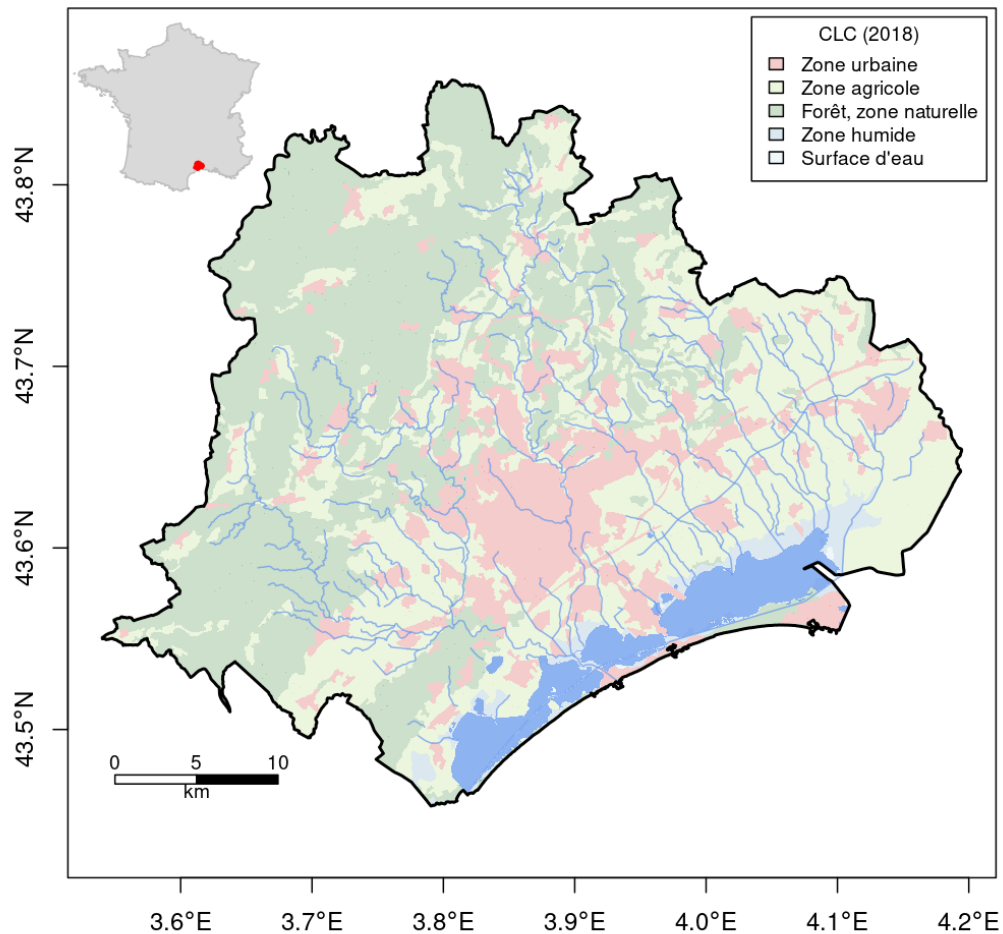 CLC (2018)
Zone urbaine
Zone agricole
Forêt, zone naturelle
Zone humide
Surface d'eau
43.8°N
43.7°N
43.6°N
43.5°N
0 5 10
km
3.6°E 3.7°E 3.8°E 3.9°E 4.0°E 4.1°E 4.2°E